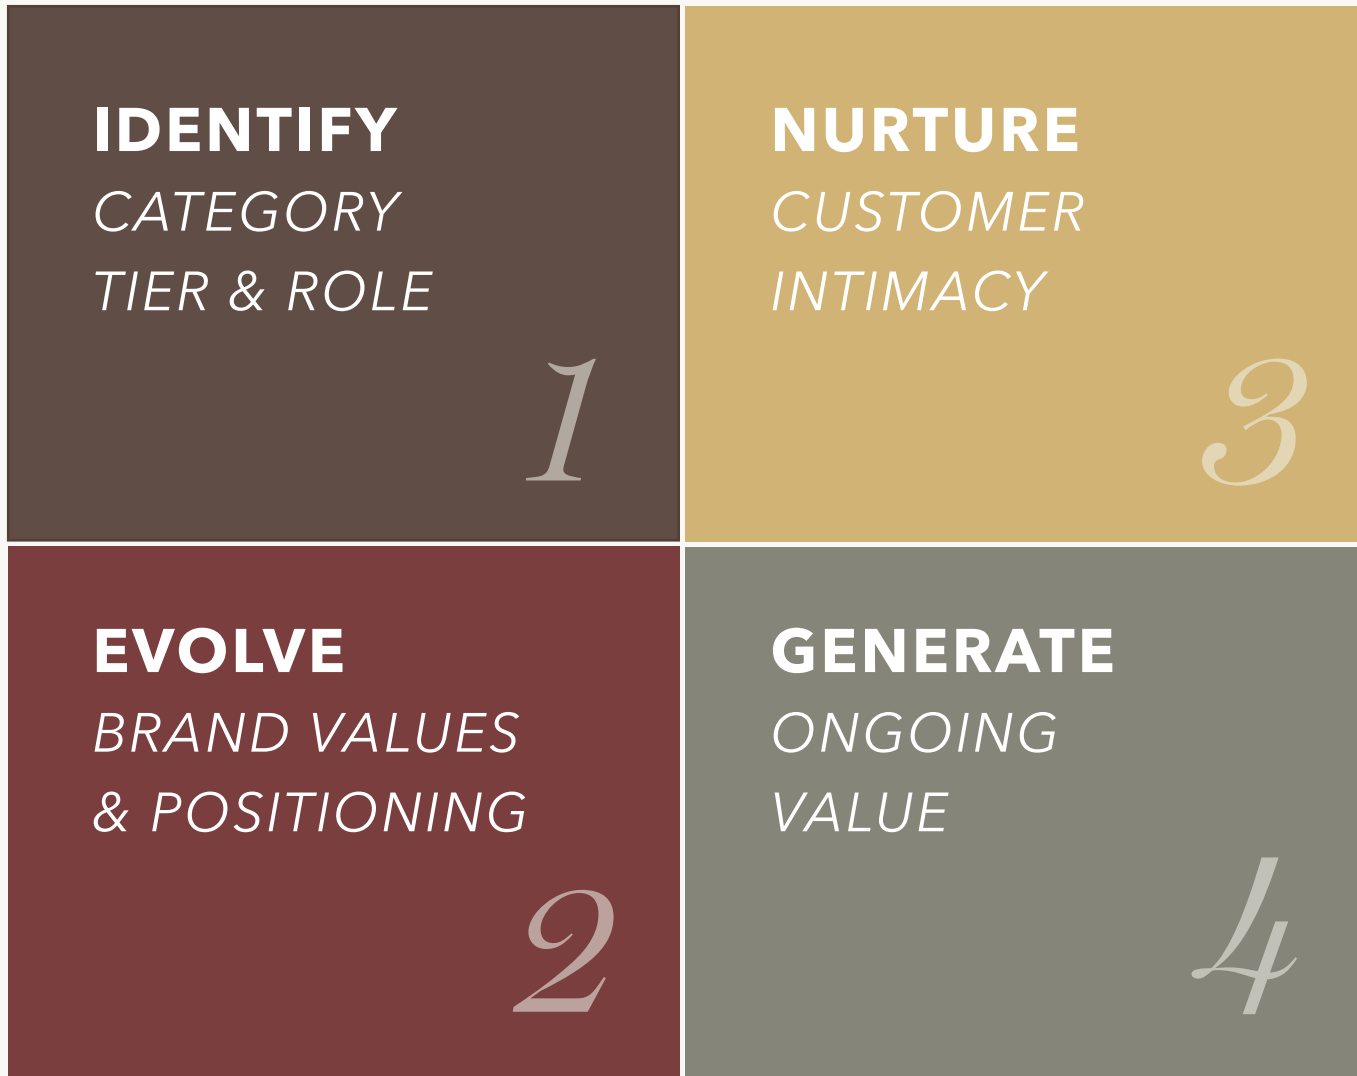 IDENTIFY
CATEGORY
TIER & ROLE
1
EVOLVE
BRAND VALUES
& POSITIONING
2
NURTURE
CUSTOMER
INTIMACY
3
GENERATE
ONGOING
VALUE
4